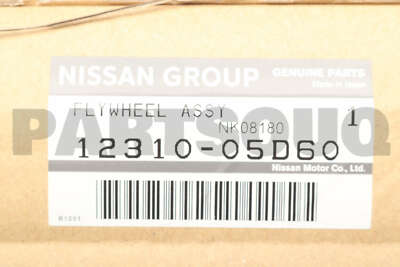 NISSAN GROUP
GENUINE PARTS
Made in Japan
FLYWHEEL ASSY
NK08180
1
12310-05D60
PARTSOUQ
Nissan Motor Co., Ltd.